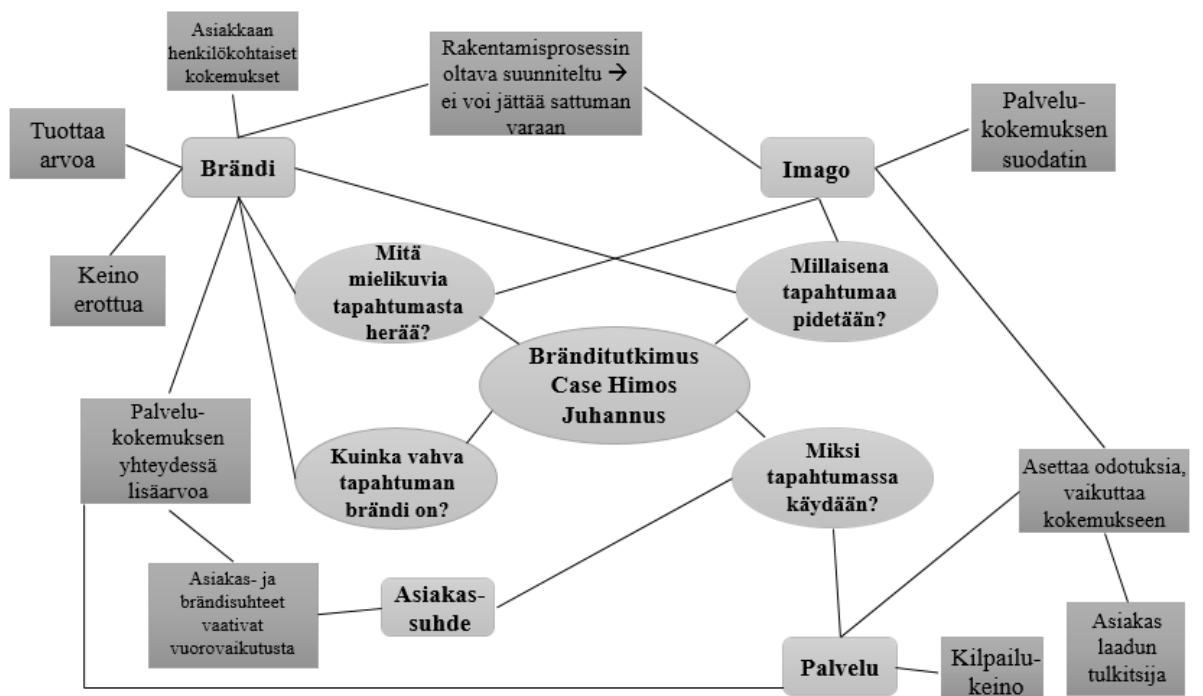 Asiakkaan
henkilökohtaiset
kokemukset
Rakentamisprosessin
oltava suunniteltu →
ei voi jättää sattuman
varaan
Palvelu-
kokemuksen
suodatin
Tuottaa
arvoa
Brändi
Imago
Keino
erottua
Mitä
mielikuvia
tapahtumasta
herää?
Millaisena
tapahtumaa
pidetään?
Bränditutkimus
Case Himos
Juhannus
Palvelu-
kokemuksen
yhteydessä
lisäarvoa
Kuinka vahva
tapahtuman
brändi on?
Miksi
tapahtumassa
käydään?
Asettaa odotuksia,
vaikuttaa
kokemukseen
Asiakas- ja
brändisuhteet
vaativat
vuorovaikutusta
Asiakas-
suhde
Palvelu
Kilpailu-
keino
Asiakas
laadun
tulkitsija